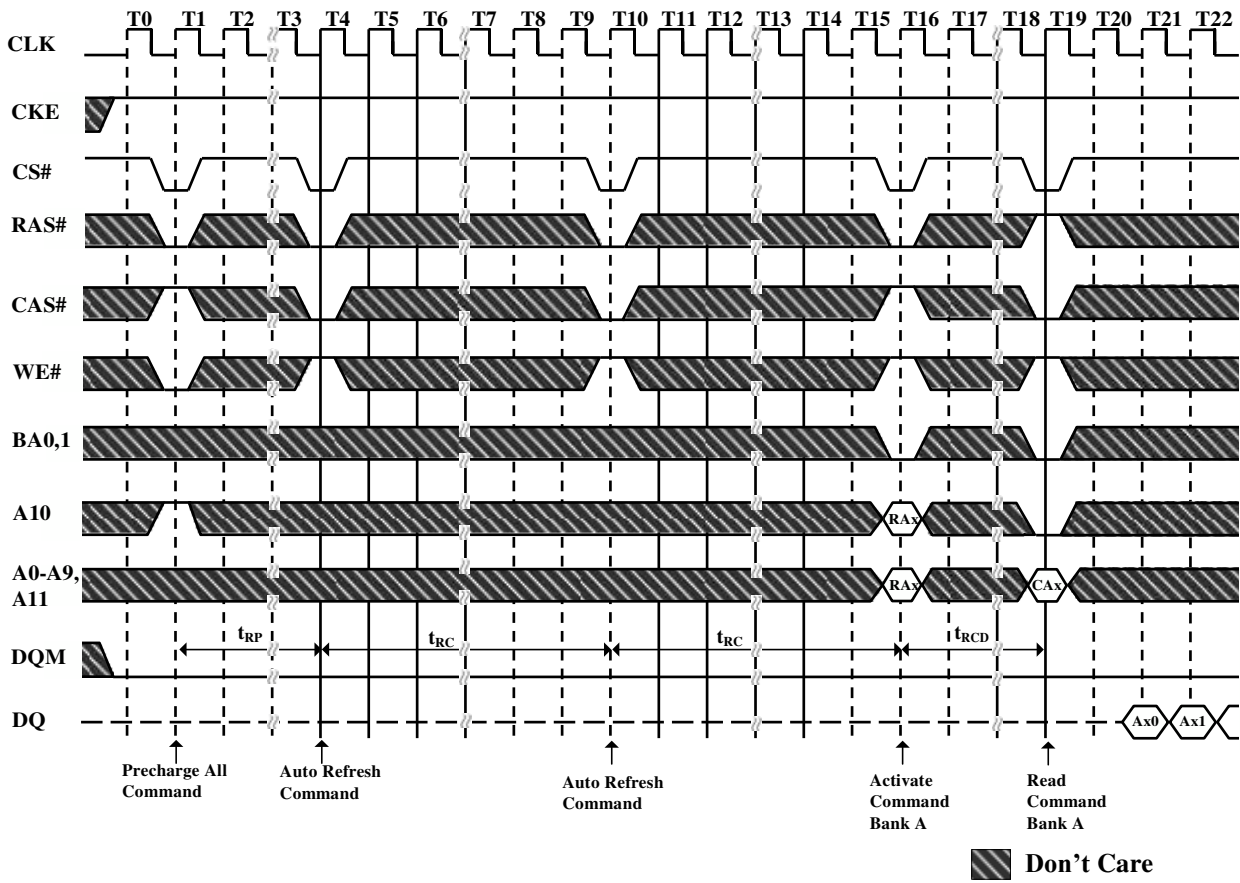 T0 T1 T2 T3 T4 T5 T6 T7 T8 T9 T10 T11 T12 T13 T14 T15 T16 T17 T18 T19 T20 T21 T22
CLK
CKE
CS#
RAS#
CAS#
WE#
BA0,1
A10
RAx
A0-A9,
A11
RAx CAx
tRP tRC tRC tRCD
DQM
DQ
Ax0 Ax1
Precharge All
Command
Auto Refresh
Command
Auto Refresh
Command
Activate
Command
Bank A
Read
Command
Bank A
Don't Care